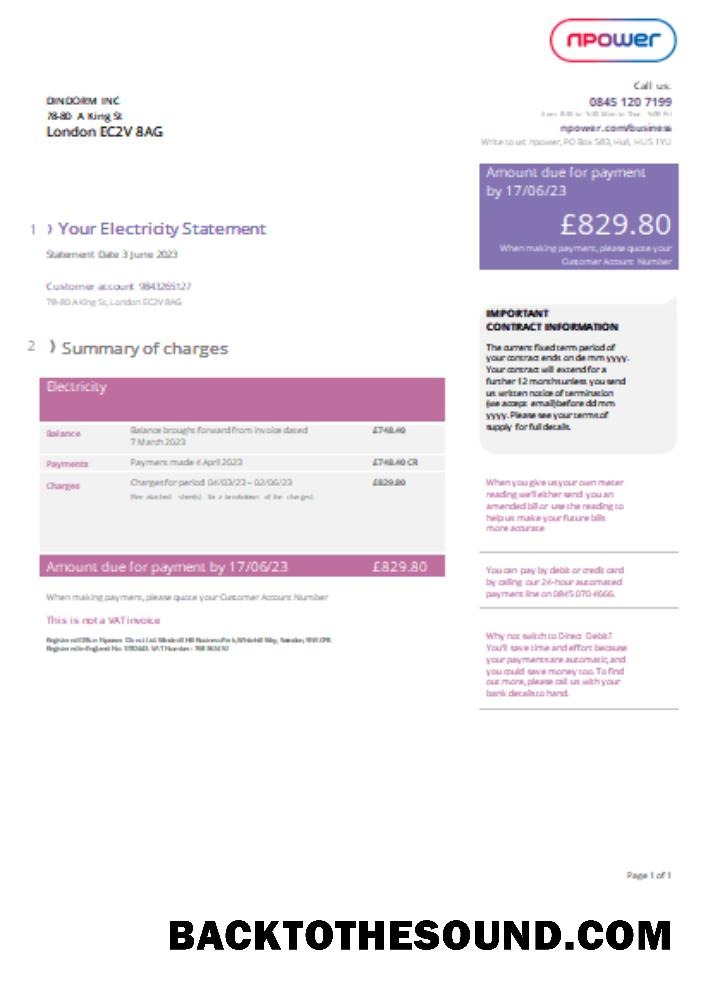 npower
Call us:
0845 120 7199
npower.com/business
Write to us: npower, PO Box 583, Hull, HU5 1YU
DINDORM INC
78-80 A King St
London EC2V 8AG
Amount due for payment
by 17/06/23
£829.80
When making payment, please quote your
Customer Account Number
1 ) Your Electricity Statement
Statement Date 3 June 2023
Customer account 9843265127
78-80 A King St, London EC2V 8AG
IMPORTANT
CONTRACT INFORMATION
The current fixed term period of
your contract ends on de mm yyyy.
Your contract will extend for a
further 12 months unless you send
us written notice of termination
(we accept email) before dd mm
yyyy. Please see your terms of
supply for full details.
2 ) Summary of charges
Electricity
Balance Balance brought forward from invoice dated £748.40
7 March 2023
Payments Payment made 4 April 2023 £748.40 CR
Charges Charges for period 04/03/23 – 02/06/23 £829.80
(See attached sheet(s) for a breakdown of the charges)
Amount due for payment by 17/06/23 £829.80
When making payment, please quote your Customer Account Number
This is not a VAT invoice
When you give us your own meter
reading we'll either send you an
amended bill or use the reading to
help us make your future bills
more accurate
You can pay by debit or credit card
by calling our 24-hour automated
payment line on 0845 070 4666.
Why not switch to Direct Debit?
You'll save time and effort because
your payments are automatic, and
you could save money too. To find
out more, please call us with your
bank details to hand.
Page 1 of 1
BACKTOTHESOUND.COM